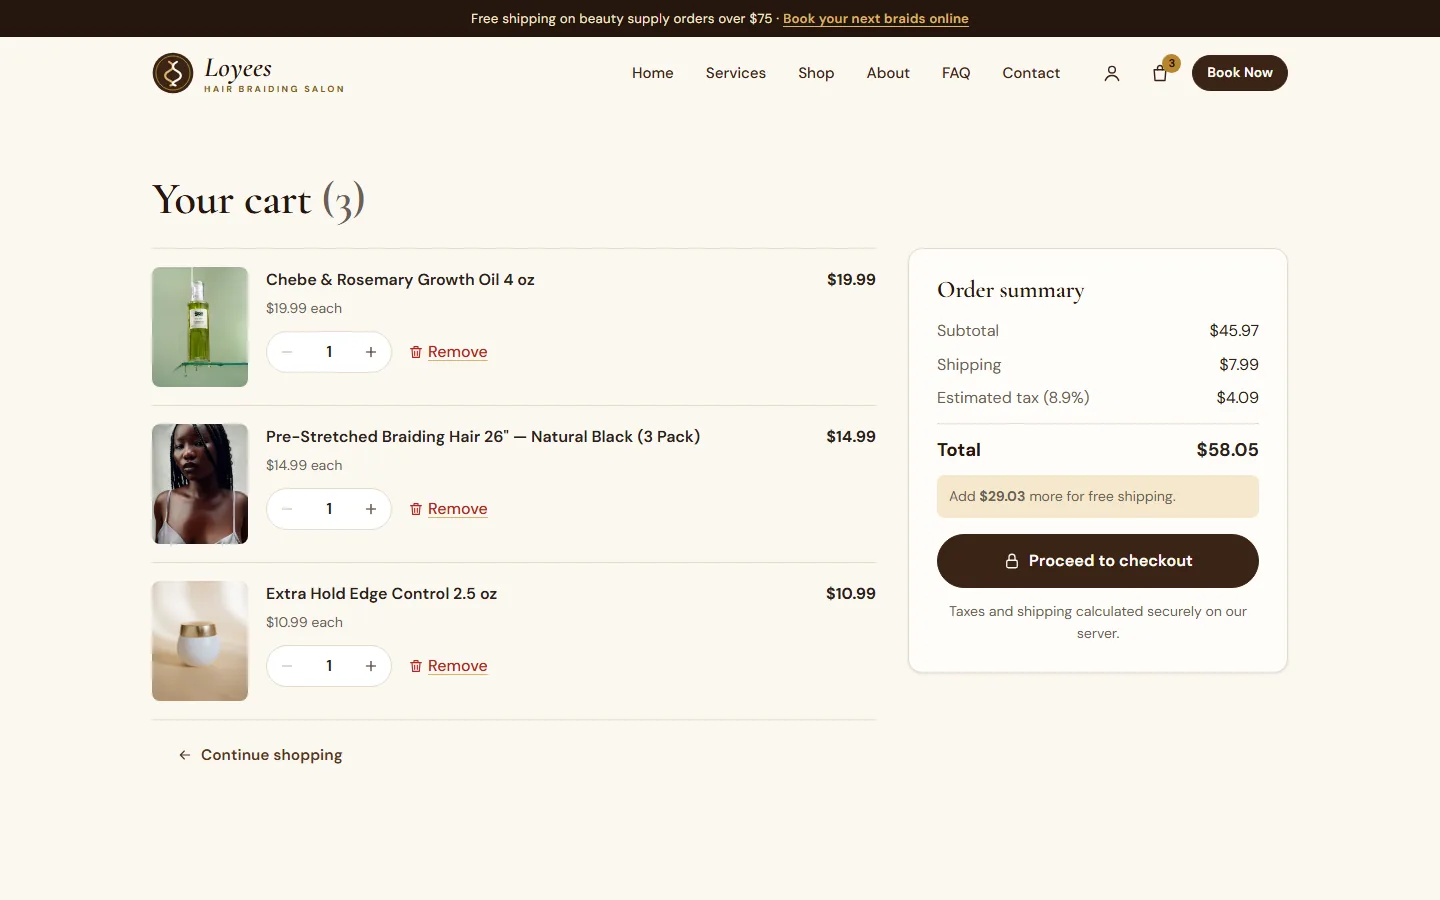 Free shipping on beauty supply orders over $75 · Book your next braids online
Loyees
HAIR BRAIDING SALON
Home
Services
Shop
About
FAQ
Contact
3
Book Now
Your cart (3)
Chebe & Rosemary Growth Oil 4 oz
$19.99
$19.99 each
1
Remove
Pre-Stretched Braiding Hair 26" — Natural Black (3 Pack)
$14.99
$14.99 each
1
Remove
Extra Hold Edge Control 2.5 oz
$10.99
$10.99 each
1
Remove
Continue shopping
Order summary
Subtotal $45.97
Shipping $7.99
Estimated tax (8.9%) $4.09
Total $58.05
Add $29.03 more for free shipping.
Proceed to checkout
Taxes and shipping calculated securely on our
server.